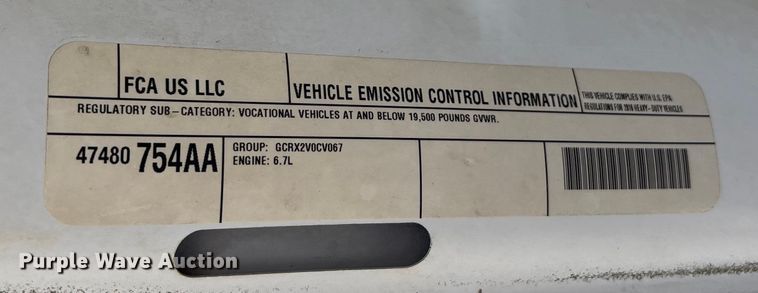 FCA US LLC
VEHICLE EMISSION CONTROL INFORMATION
THIS VEHICLE COMPLIES WITH U.S. EPA
REGULATIONS FOR 2016 HEAVY-DUTY VEHICLES
REGULATORY SUB-CATEGORY: VOCATIONAL VEHICLES AT AND BELOW 19,500 POUNDS GVWR.
47480 754AA
GROUP: GCRX2VOCV067
ENGINE: 6.7L
Purple Wave Auction